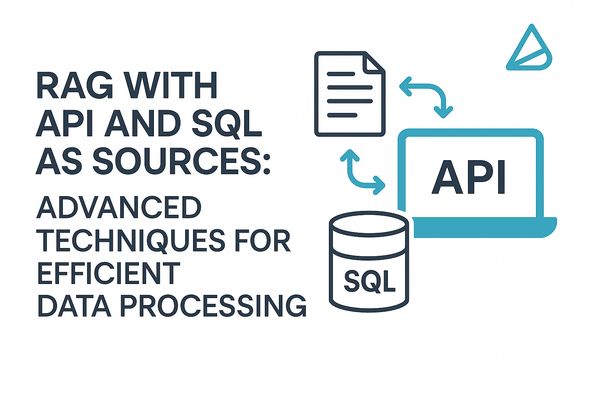 RAG WITH
API AND SQL
AS SOURCES:
ADVANCED
TECHNIQUES FOR
EFFICIENT
DATA PROCESSING
API
SQL